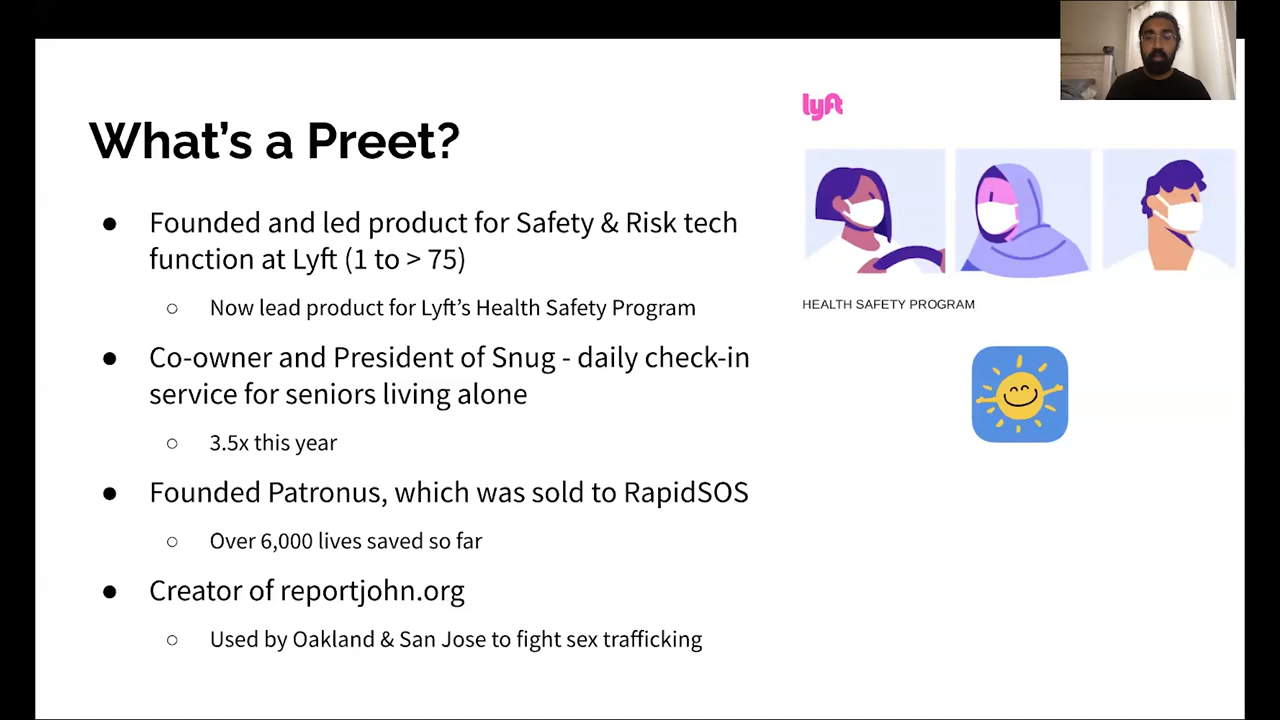 What's a Preet?
● Founded and led product for Safety & Risk tech
function at Lyft (1 to > 75)
○ Now lead product for Lyft's Health Safety Program
● Co-owner and President of Snug - daily check-in
service for seniors living alone
○ 3.5x this year
● Founded Patronus, which was sold to RapidSOS
○ Over 6,000 lives saved so far
● Creator of reportjohn.org
○ Used by Oakland & San Jose to fight sex trafficking
lyft
HEALTH SAFETY PROGRAM